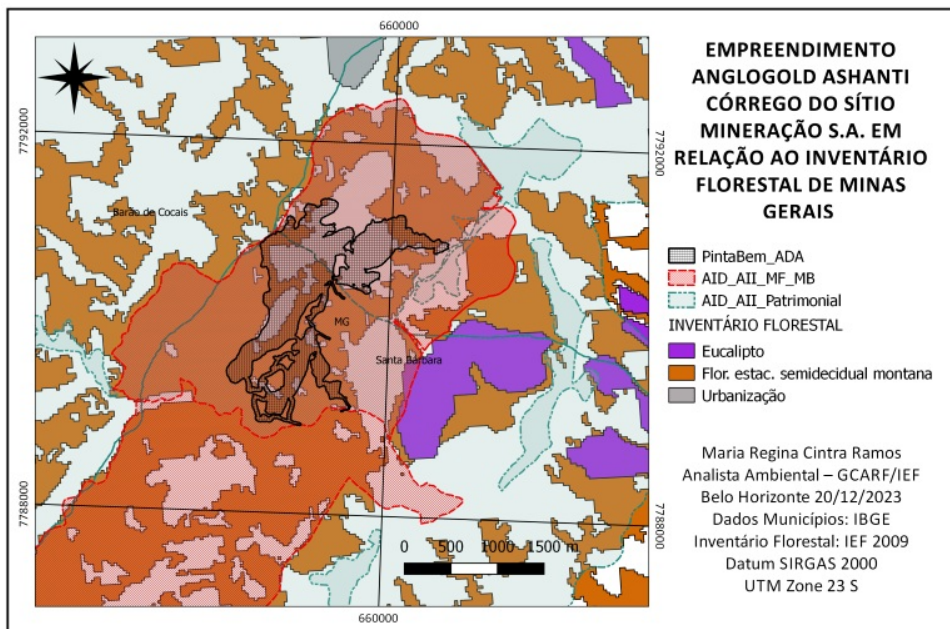 660000
EMPREENDIMENTO
ANGLOGOLD ASHANTI
CÓRREGO DO SÍTIO
MINERAÇÃO S.A. EM
RELAÇÃO AO INVENTÁRIO
FLORESTAL DE MINAS
GERAIS
7792000
7792000
Barão de Cocais
MG
Santa Bárbara
PintaBem_ADA
AID_AII_MF_MB
AID_AII_Patrimonial
INVENTÁRIO FLORESTAL
Eucalipto
Flor. estac. semidecidual montana
Urbanização
7788000
7788000
0 500 1000 1500 m
660000
Maria Regina Cintra Ramos
Analista Ambiental – GCARF/IEF
Belo Horizonte 20/12/2023
Dados Municípios: IBGE
Inventário Florestal: IEF 2009
Datum SIRGAS 2000
UTM Zone 23 S